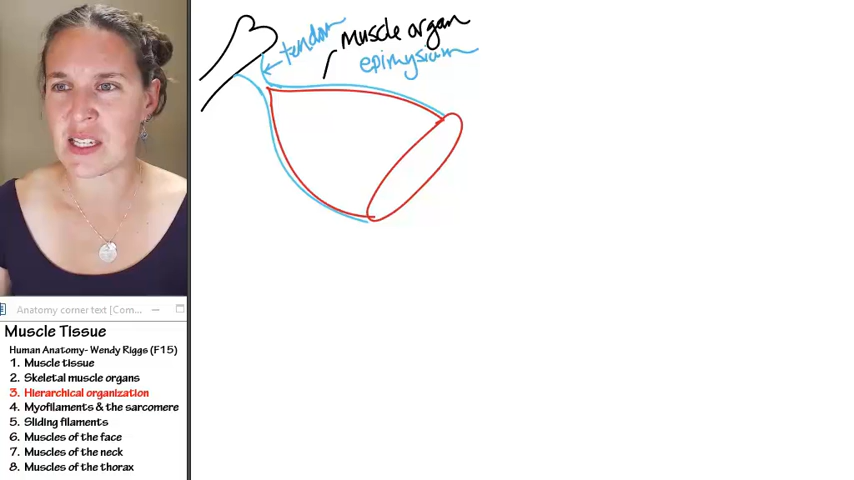 tendon
muscle organ
epimysium
Anatomy corner text [Com...
Muscle Tissue
Human Anatomy- Wendy Riggs (F15)
1. Muscle tissue
2. Skeletal muscle organs
3. Hierarchical organization
4. Myofilaments & the sarcomere
5. Sliding filaments
6. Muscles of the face
7. Muscles of the neck
8. Muscles of the thorax